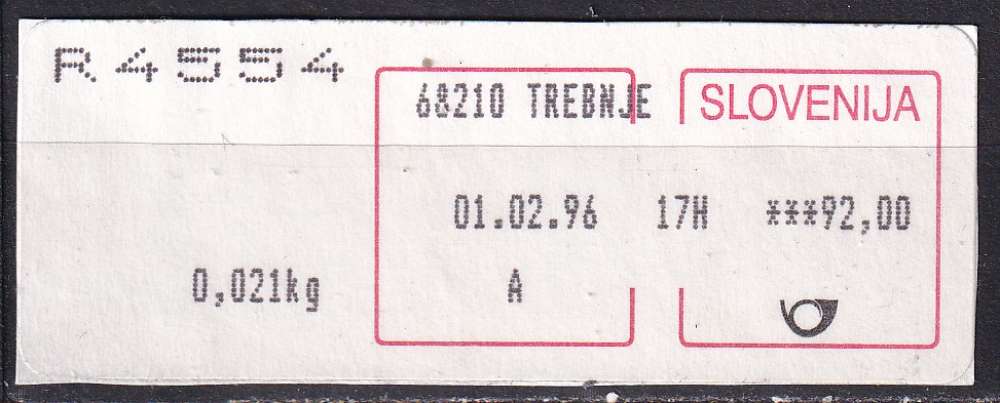 R4554
68210 TREBNJE SLOVENIJA
01.02.96 17H ***92,00
0,021kg A